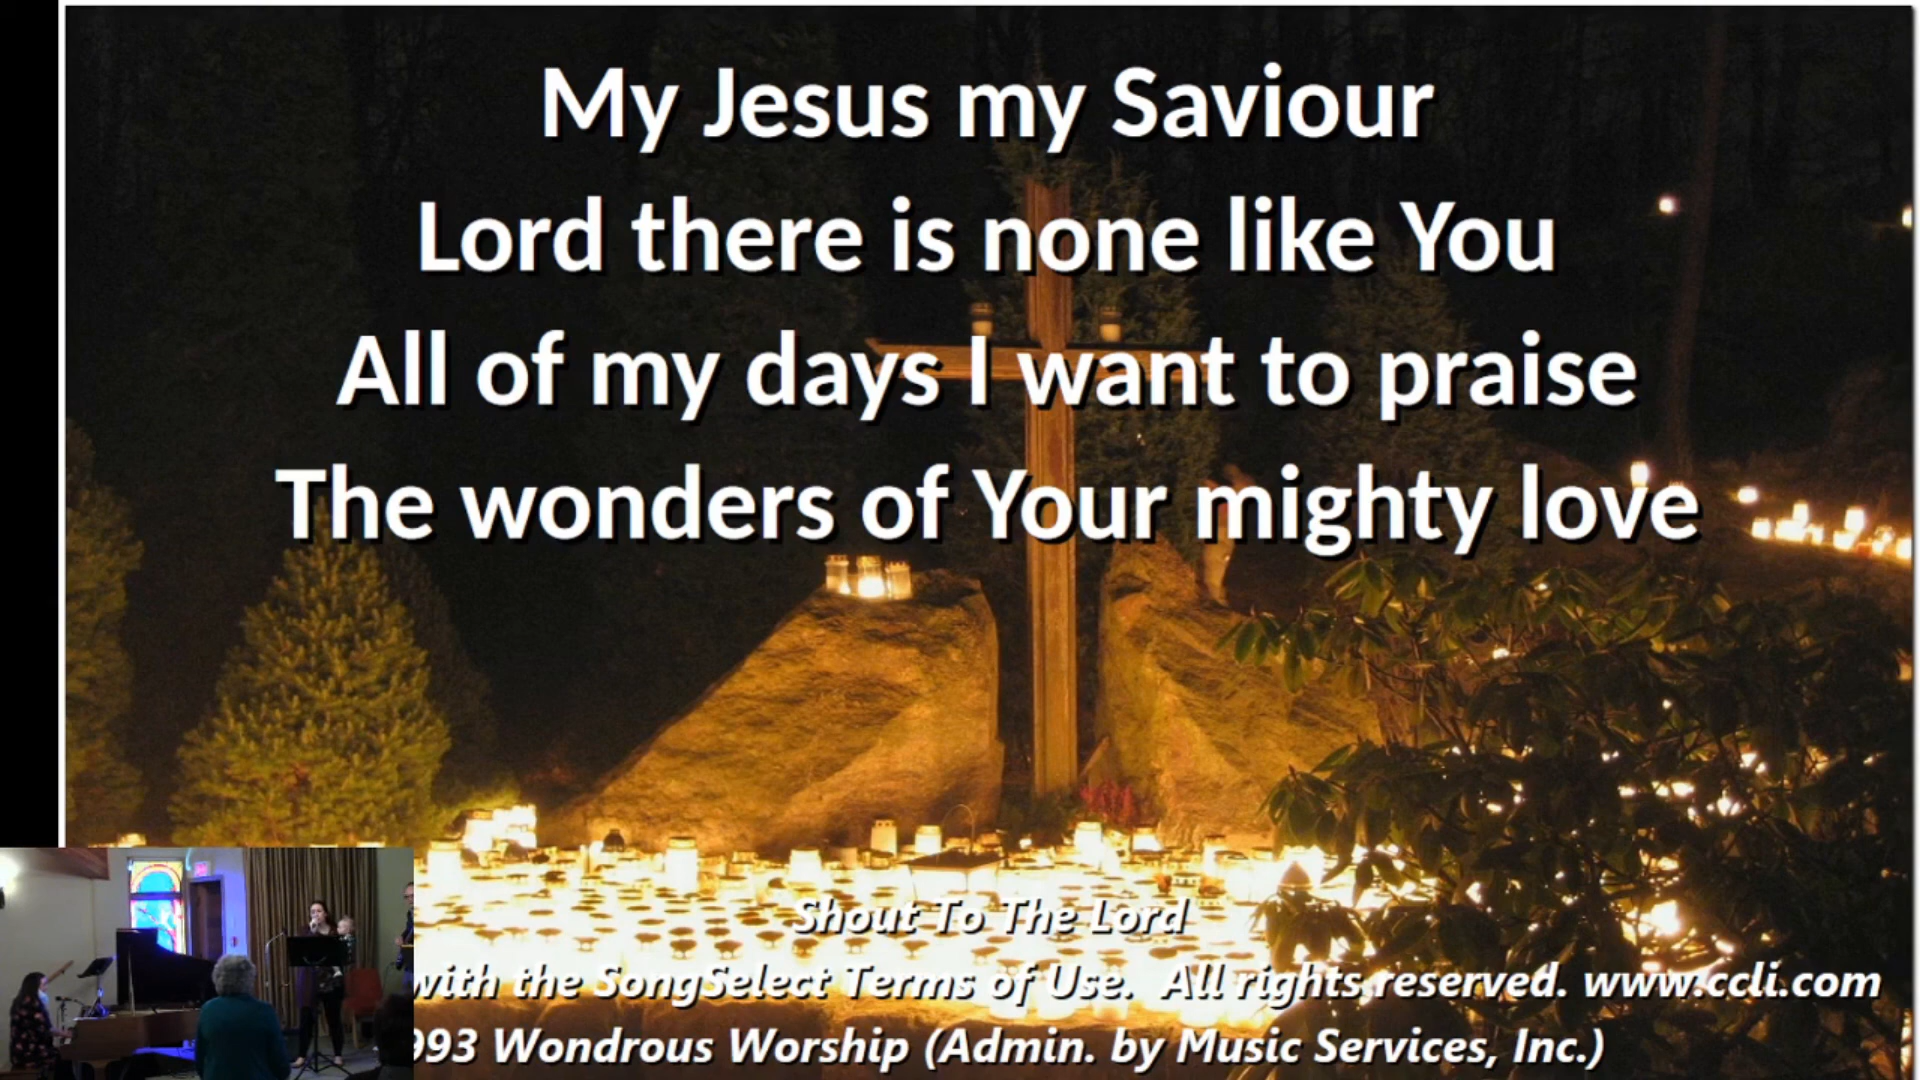 My Jesus my Saviour
Lord there is none like You
All of my days I want to praise
The wonders of Your mighty love
Shout To The Lord
with the SongSelect Terms of Use. All rights reserved. www.ccli.com
993 Wondrous Worship (Admin. by Music Services, Inc.)